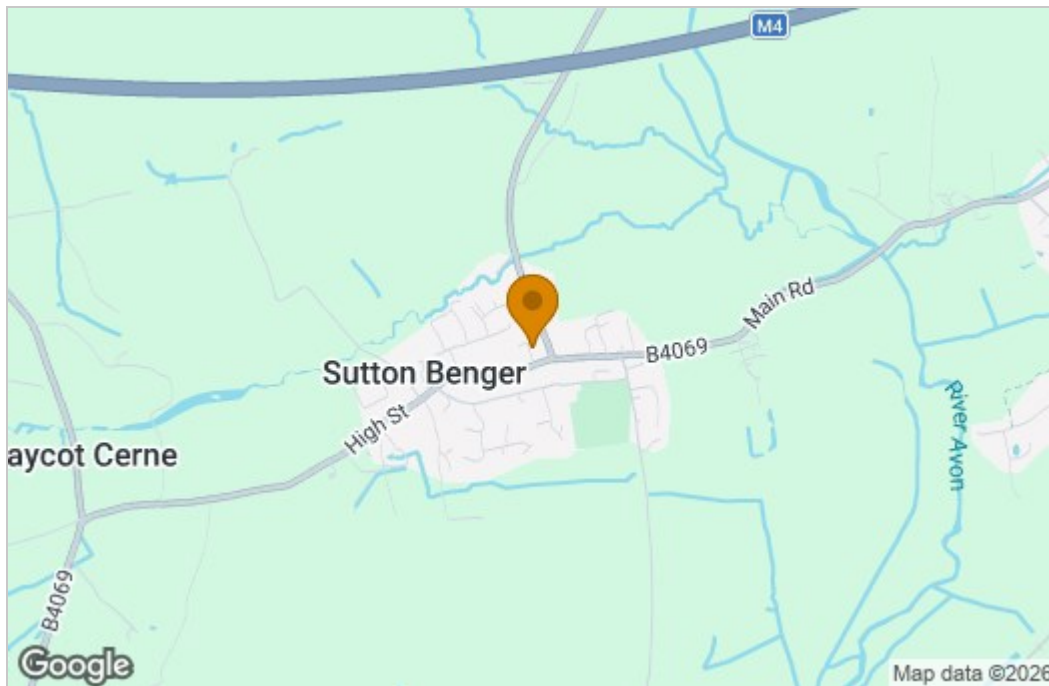 M4
Main Rd
B4069
Sutton Benger
High St
River Avon
aycot Cerne
B4069
Google
Map data ©2026